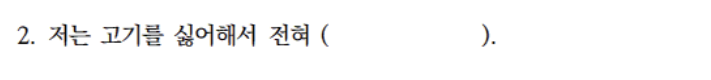 2. 저는 고기를 싫어해서 전혀 (                    ).